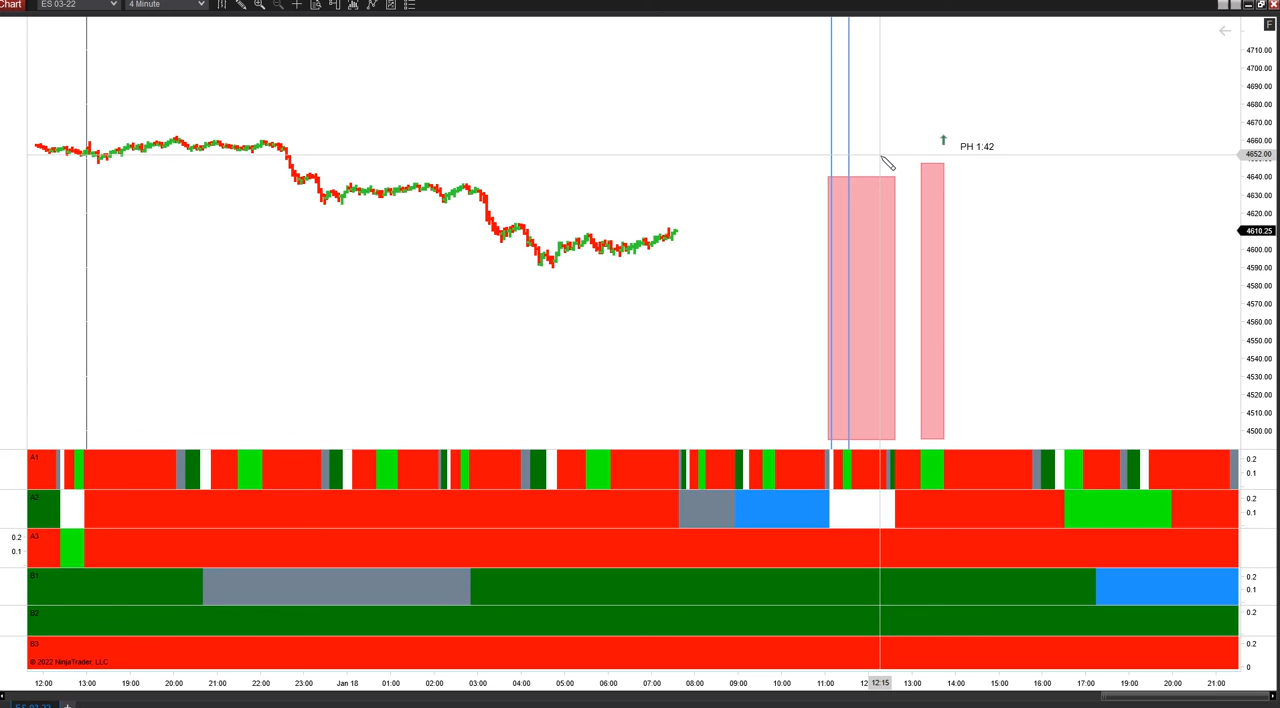 Chart ES 03-22 4 Minute
F
4710.00
4700.00
4690.00
4680.00
4670.00
4660.00
PH 1:42
4652.00
4640.00
4630.00
4620.00
4610.25
4600.00
4590.00
4580.00
4570.00
4560.00
4550.00
4540.00
4530.00
4520.00
4510.00
4500.00
A1 0.2
0.1
A2 0.2
0.1
0.2 A3
0.1
B1 0.2
0.1
B2 0.2
B3 0.2
© 2022 NinjaTrader, LLC 0
12:00 13:00 19:00 20:00 21:00 22:00 23:00 Jan 18 01:00 02:00 03:00 04:00 05:00 06:00 07:00 08:00 09:00 10:00 11:00 12 12:15 13:00 14:00 15:00 16:00 17:00 18:00 19:00 20:00 21:00
ES 03-22 +